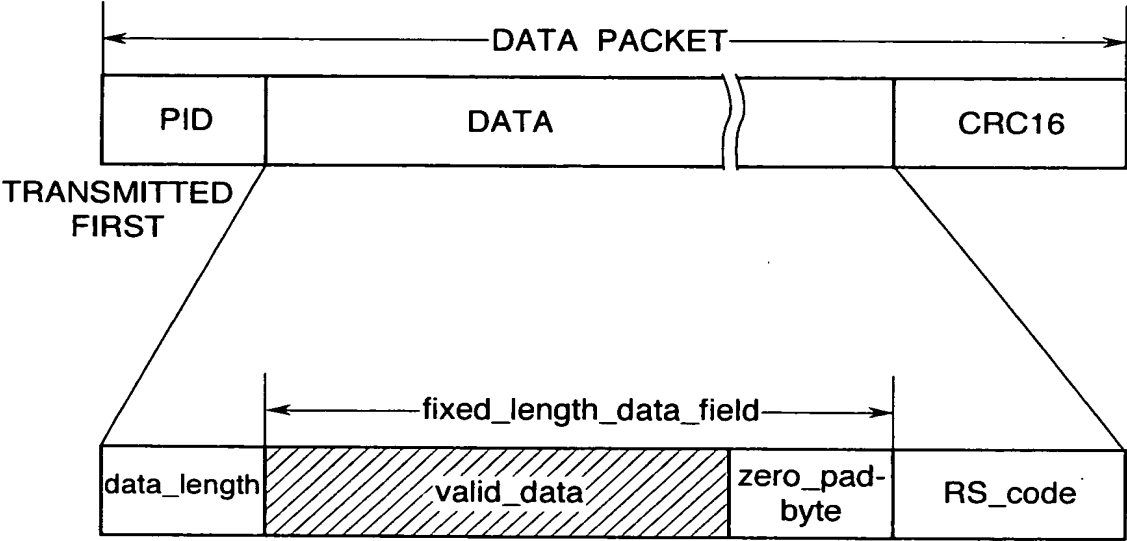 DATA PACKET
PID
DATA
CRC16
TRANSMITTED
FIRST
fixed_length_data_field
data_length
valid_data
zero_pad-
byte
RS_code